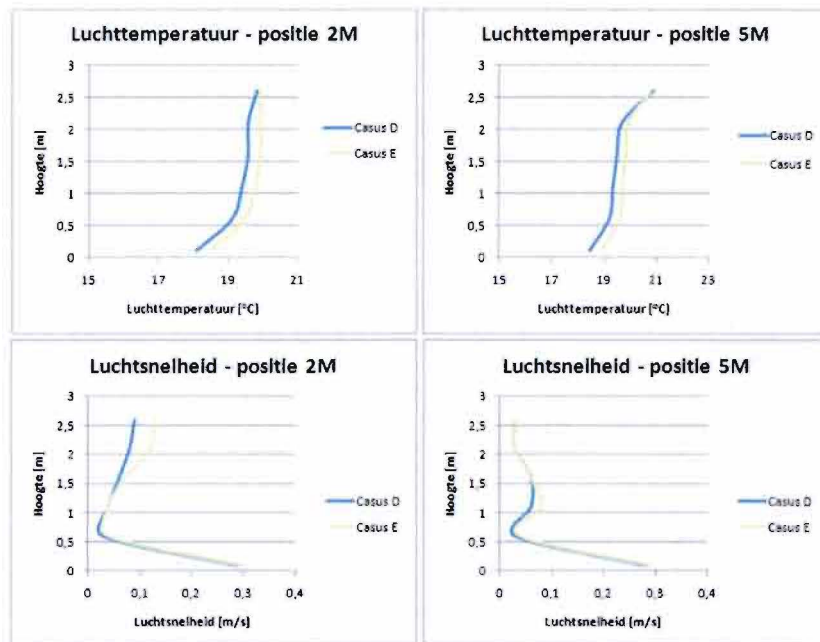 Luchttemperatuur - positie 2M
3
2,5
2
1,5
1
0,5
0
Hoogte [m]
15 17 19 21
Luchttemperatuur [°C]
Casus D
Casus E
Luchttemperatuur - positie 5M
3
2,5
2
1,5
1
0,5
0
Hoogte [m]
15 17 19 21 23
Luchttemperatuur [°C]
Casus D
Casus E
Luchtsnelheid - positie 2M
3
2,5
2
1,5
1
0,5
0
Hoogte [m]
0 0,1 0,2 0,3 0,4
Luchtsnelheid [m/s]
Casus D
Casus E
Luchtsnelheid - positie 5M
3
2,5
2
1,5
1
0,5
0
Hoogte [m]
0 0,1 0,2 0,3 0,4
Luchtsnelheid [m/s]
Casus D
Casus E